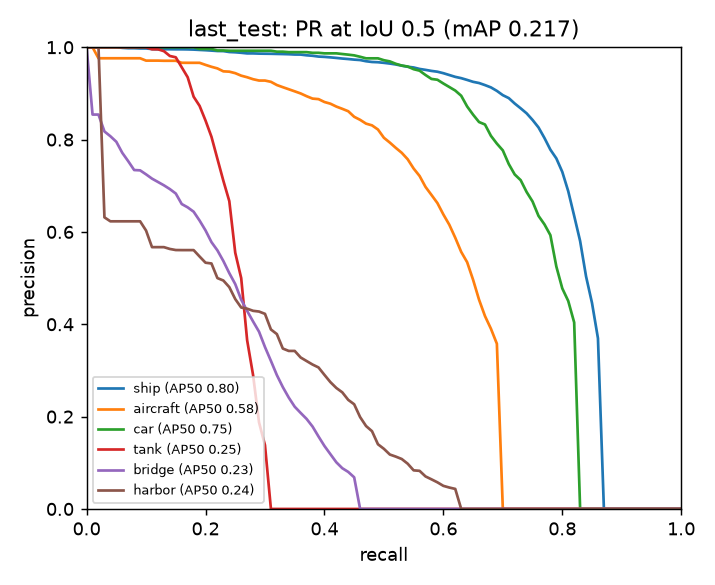 last_test: PR at IoU 0.5 (mAP 0.217)
1.0
0.8
0.6
0.4
0.2
0.0
precision
ship (AP50 0.80)
aircraft (AP50 0.58)
car (AP50 0.75)
tank (AP50 0.25)
bridge (AP50 0.23)
harbor (AP50 0.24)
0.0 0.2 0.4 0.6 0.8 1.0
recall